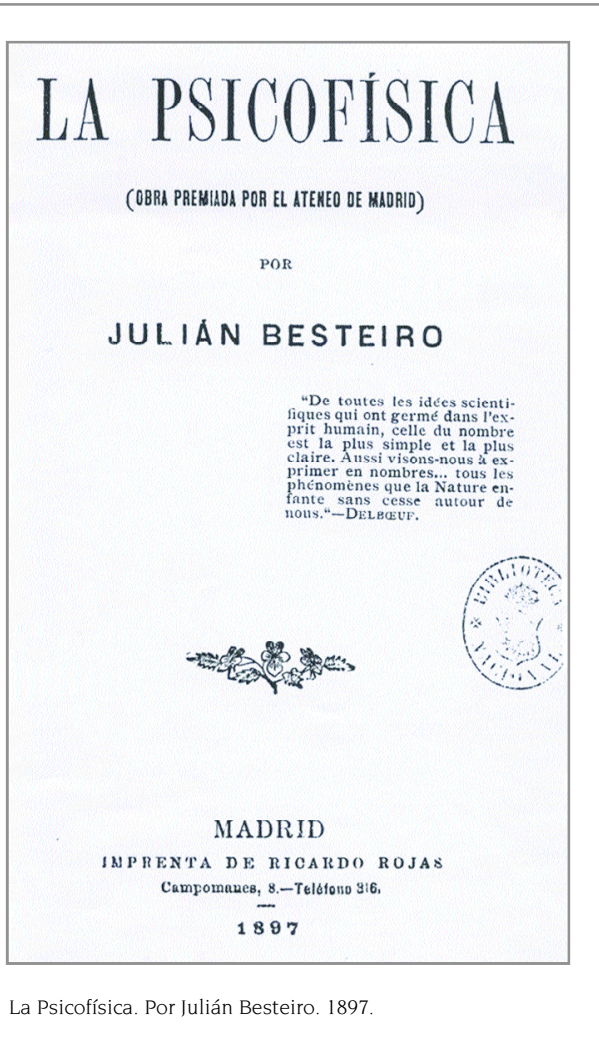 LA PSICOFÍSICA
(OBRA PREMIADA POR EL ATENEO DE MADRID)
POR
JULIÁN BESTEIRO
"De toutes les idées scienti-
fiques qui ont germé dans l'ex-
prit humain, celle du nombre
est la plus simple et la plus
claire. Aussi visons-nous à ex-
primer en nombres... tous les
phénomènes que la Nature en-
fante sans cesse autour de
nous."—DELBŒUF.
BIBLIOTECA
NACIONAL
MADRID
IMPRENTA DE RICARDO ROJAS
Campomanes, 8.—Teléfono 316.
1897
La Psicofísica. Por Julián Besteiro. 1897.